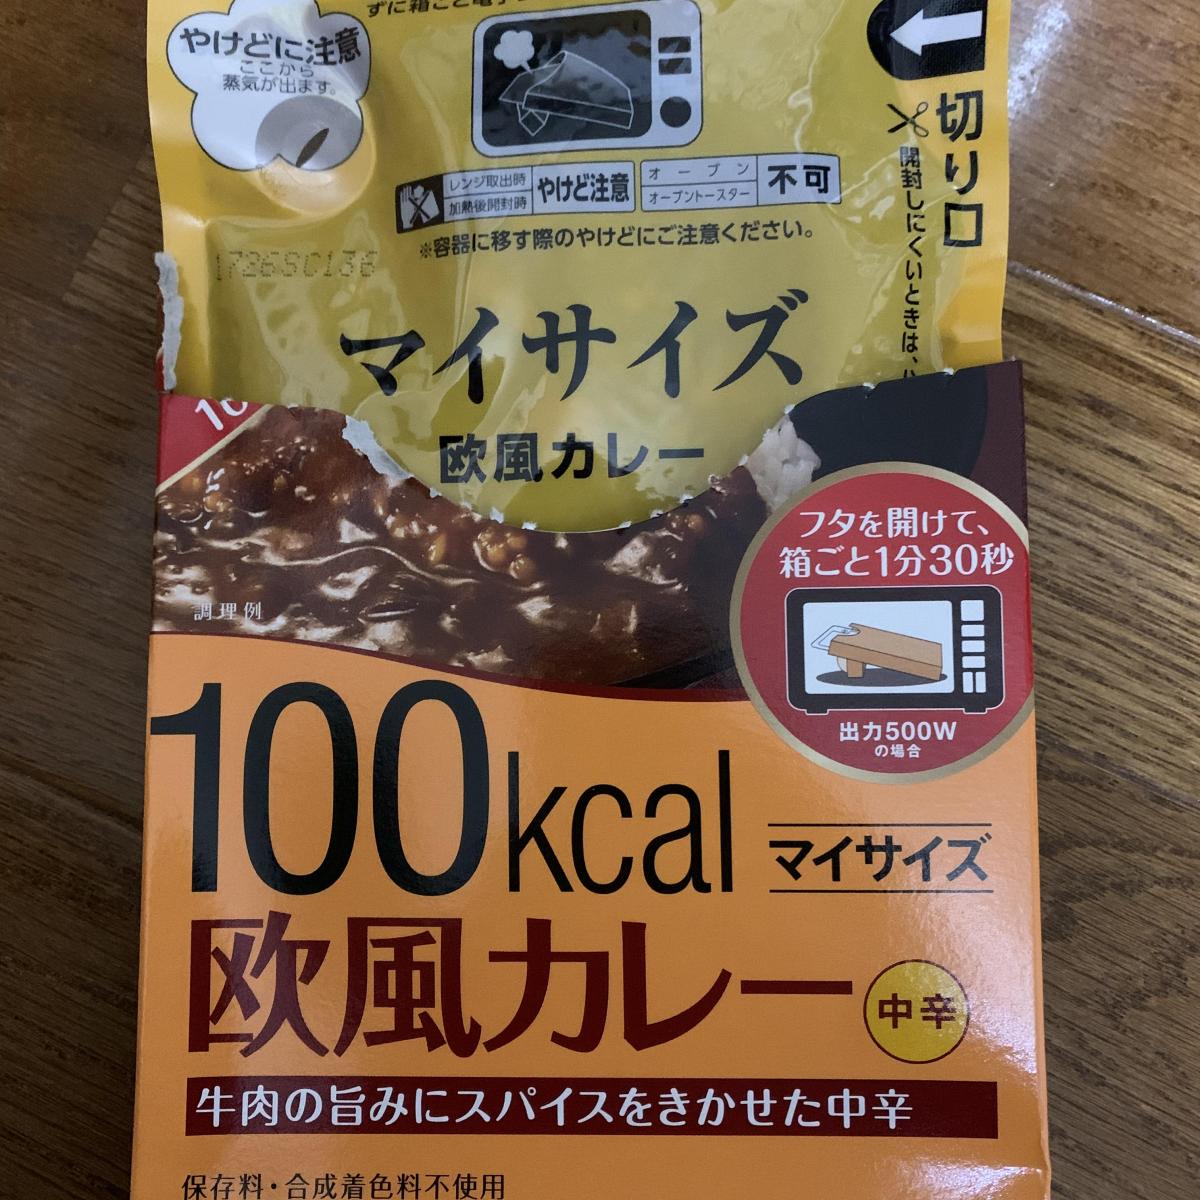 やけどに注意
ここから
蒸気が出ます。
レンジ取出時
加熱後開封時
やけど注意
オーブン
オーブントースター
不可
※容器に移す際のやけどにご注意ください。
切り口
開封しにくいときは、ハ
マイサイズ
欧風カレー
フタを開けて、
箱ごと1分30秒
出力500W
の場合
調理例
100kcal
マイサイズ
欧風カレー
中辛
牛肉の旨みにスパイスをきかせた中辛
保存料・合成着色料不使用